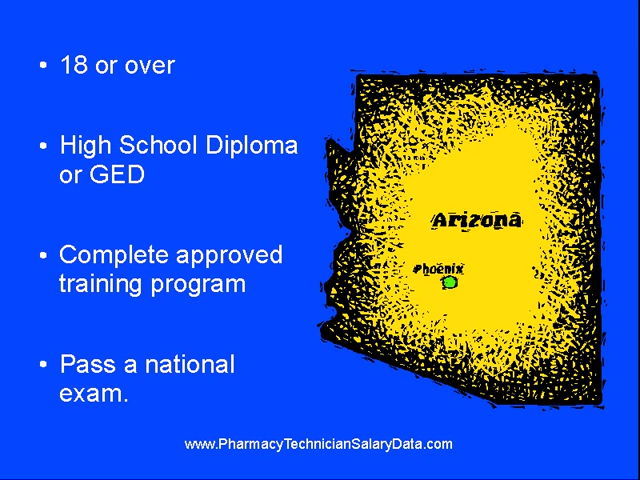 • 18 or over
• High School Diploma
or GED
• Complete approved
training program
• Pass a national
exam.
Arizona
Phoenix
www.PharmacyTechnicianSalaryData.com